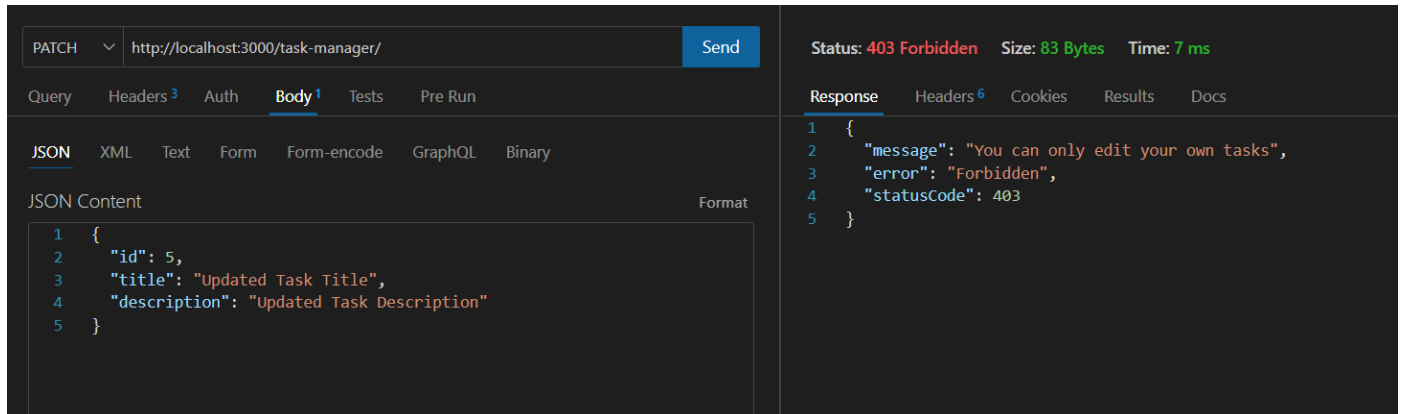 PATCH http://localhost:3000/task-manager/ Send
Query Headers 3 Auth Body 1 Tests Pre Run
JSON XML Text Form Form-encode GraphQL Binary
JSON Content Format
1 {
2 "id": 5,
3 "title": "Updated Task Title",
4 "description": "Updated Task Description"
5 }
Status: 403 Forbidden Size: 83 Bytes Time: 7 ms
Response Headers 6 Cookies Results Docs
1 {
2 "message": "You can only edit your own tasks",
3 "error": "Forbidden",
4 "statusCode": 403
5 }